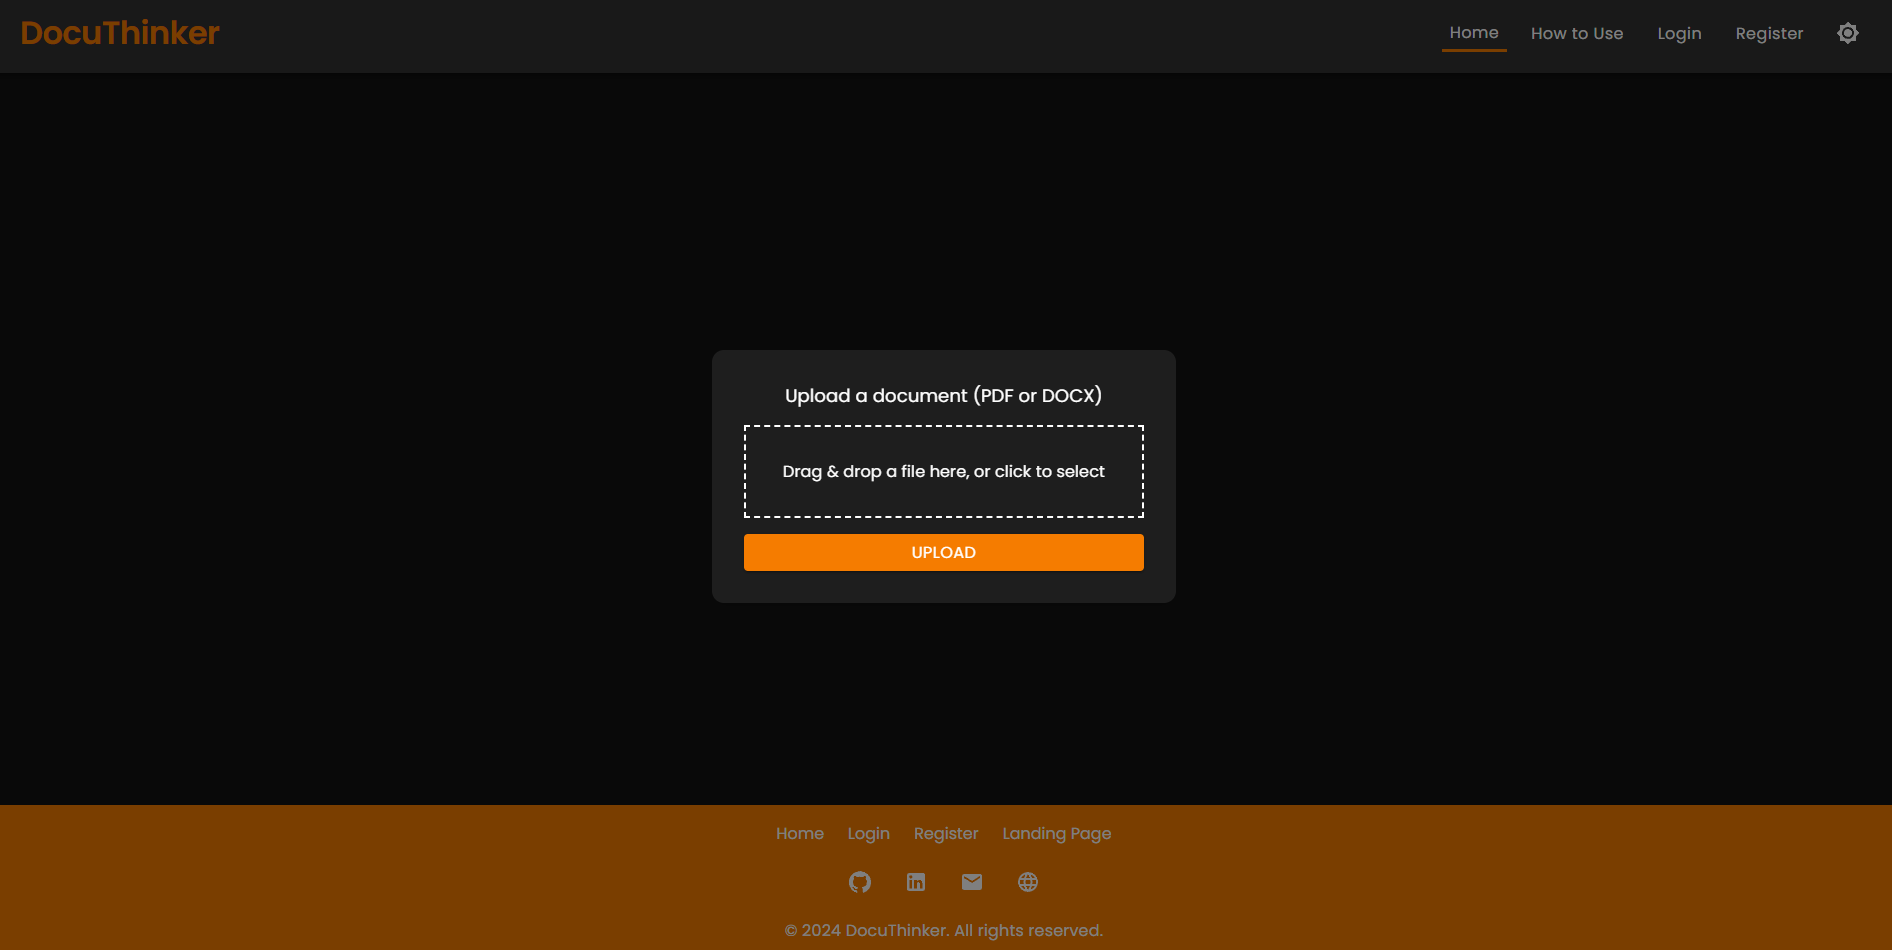 DocuThinker
Home How to Use Login Register
Upload a document (PDF or DOCX)
Drag & drop a file here, or click to select
UPLOAD
Home Login Register Landing Page
© 2024 DocuThinker. All rights reserved.